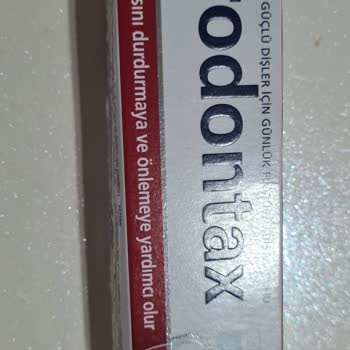 GÜÇLÜ DİŞLER İÇİN GÜNLÜK
odontax
sını durdurmaya ve önlemeye yardımcı olur